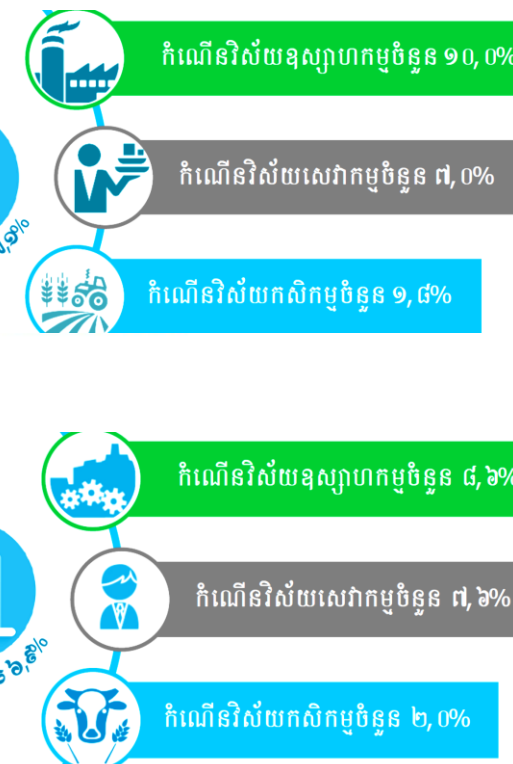 កំណើនវិស័យឧស្សាហកម្មចំនួន ១០,០%
កំណើនវិស័យសេវាកម្មចំនួន ៧,០%
កំណើនវិស័យកសិកម្មចំនួន ១,៨%
កំណើនវិស័យឧស្សាហកម្មចំនួន ៨,៦%
កំណើនវិស័យសេវាកម្មចំនួន ៧,៦%
៦,៥%
កំណើនវិស័យកសិកម្មចំនួន ២,០%